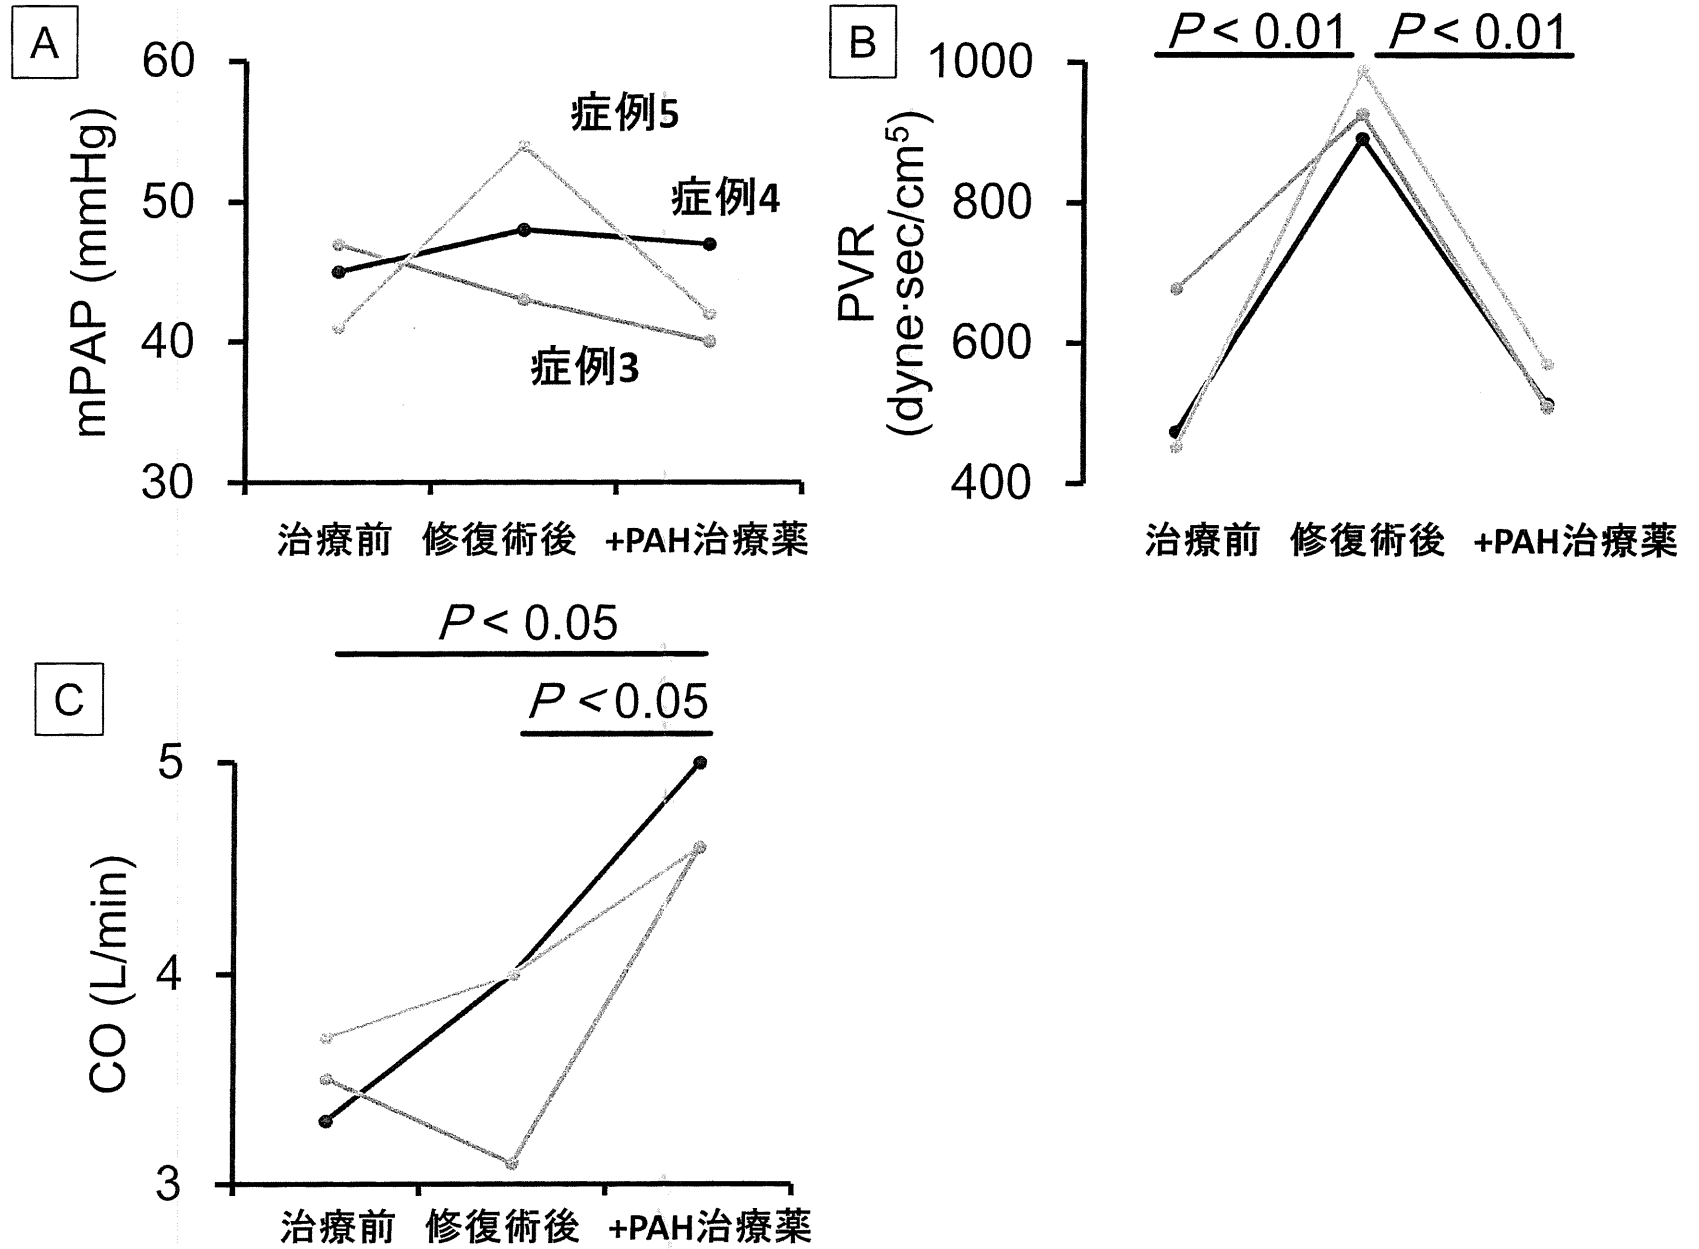 A
mPAP (mmHg)
60
50
40
30
症例5
症例4
症例3
治療前 修復術後 +PAH治療薬
B
P < 0.01 P < 0.01
PVR
(dyne·sec/cm⁵)
1000
800
600
400
治療前 修復術後 +PAH治療薬
C
P < 0.05
P < 0.05
CO (L/min)
5
4
3
治療前 修復術後 +PAH治療薬